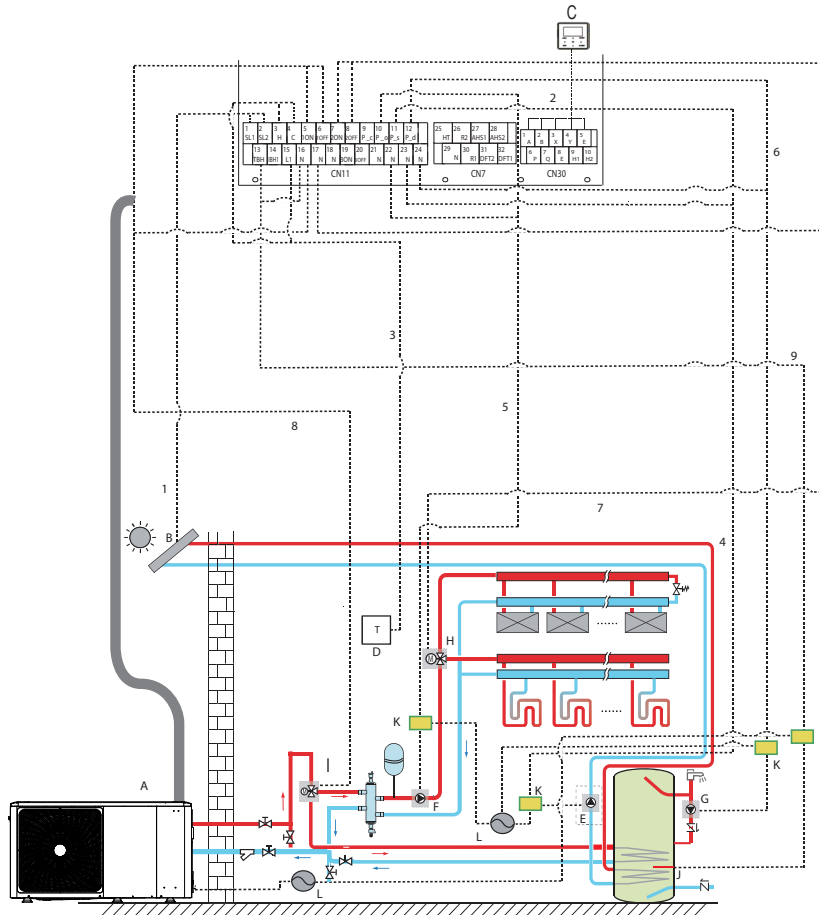 C
2
1 2 3 4 5 6 7 8 9 10 11 12
SL1 SL2 H C 1ON 1OFF 2ON 2OFF P_c P_o P_s P_d
13 14 15 16 17 18 19 20 21 22 23 24
TBH IBH1 L1 N N N 3ON 3OFF N N N N
CN11
25 26 27 28
HT R2 AHS1 AHS2
29 30 31 32
N R1 DFT2 DFT1
CN7
1 2 3 4 5
A B X Y E
6 7 8 9 10
P Q E H1 H2
CN30
6
3
9
5
8
1
7
4
B
T
D
H
M
K
I
A
M
F
K
L
E
G
K
J
L